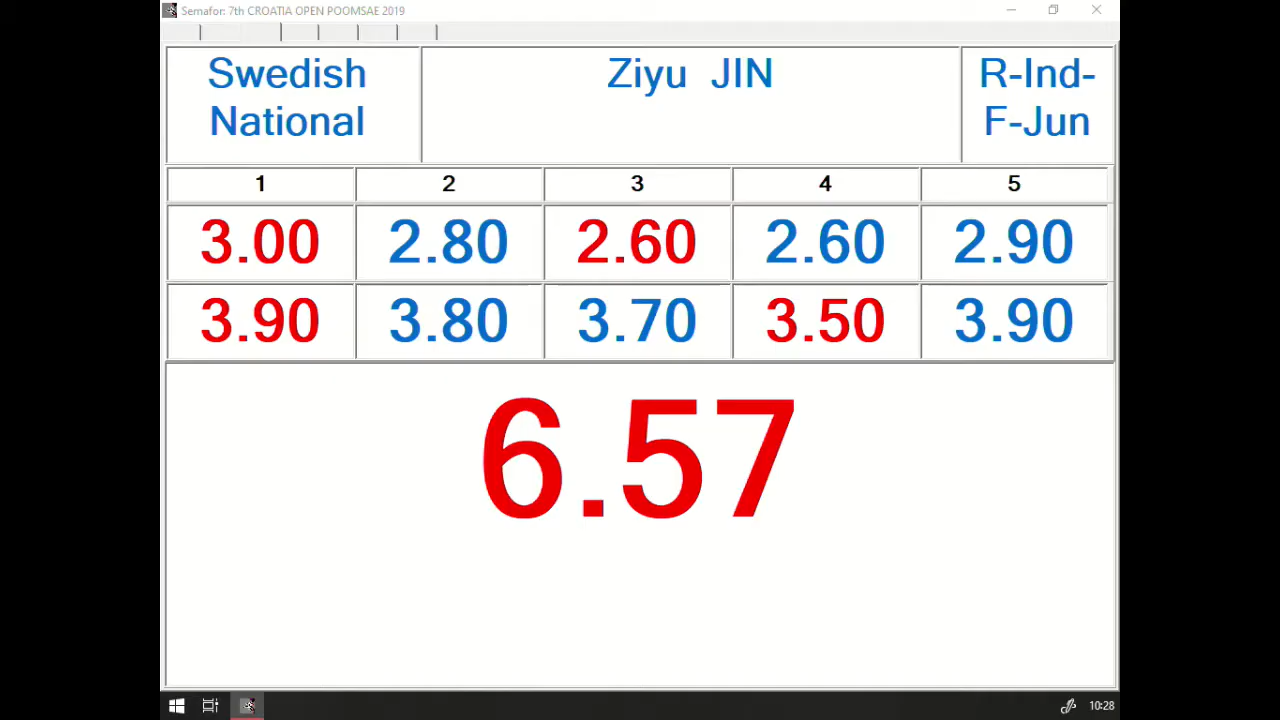 Semafor: 7th CROATIA OPEN POOMSAE 2019
Swedish National
Ziyu JIN
R-Ind-
F-Jun
1 2 3 4 5
3.00 2.80 2.60 2.60 2.90
3.90 3.80 3.70 3.50 3.90
6.57
10:28